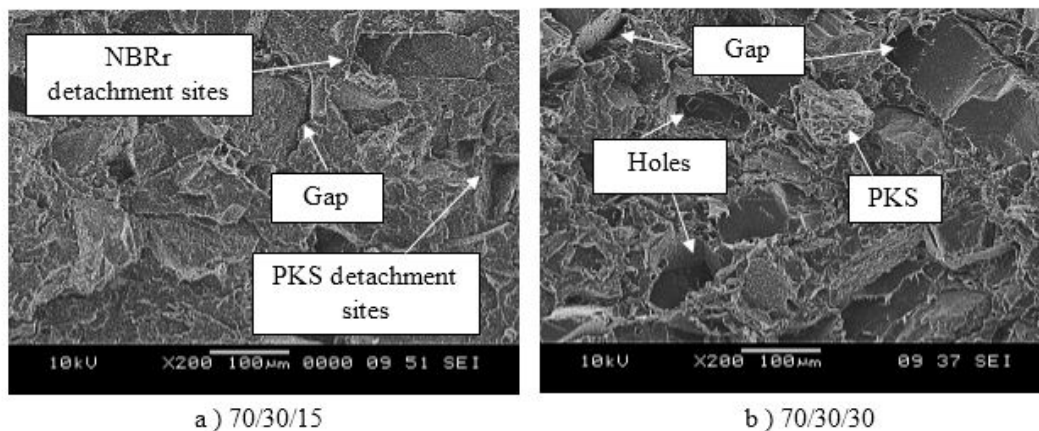 NBRr
detachment sites
Gap
PKS detachment
sites
10kV X200 100μm 0000 09 51 SEI
a ) 70/30/15
Gap
Holes
PKS
10kV X200 100μm 09 37 SEI
b ) 70/30/30